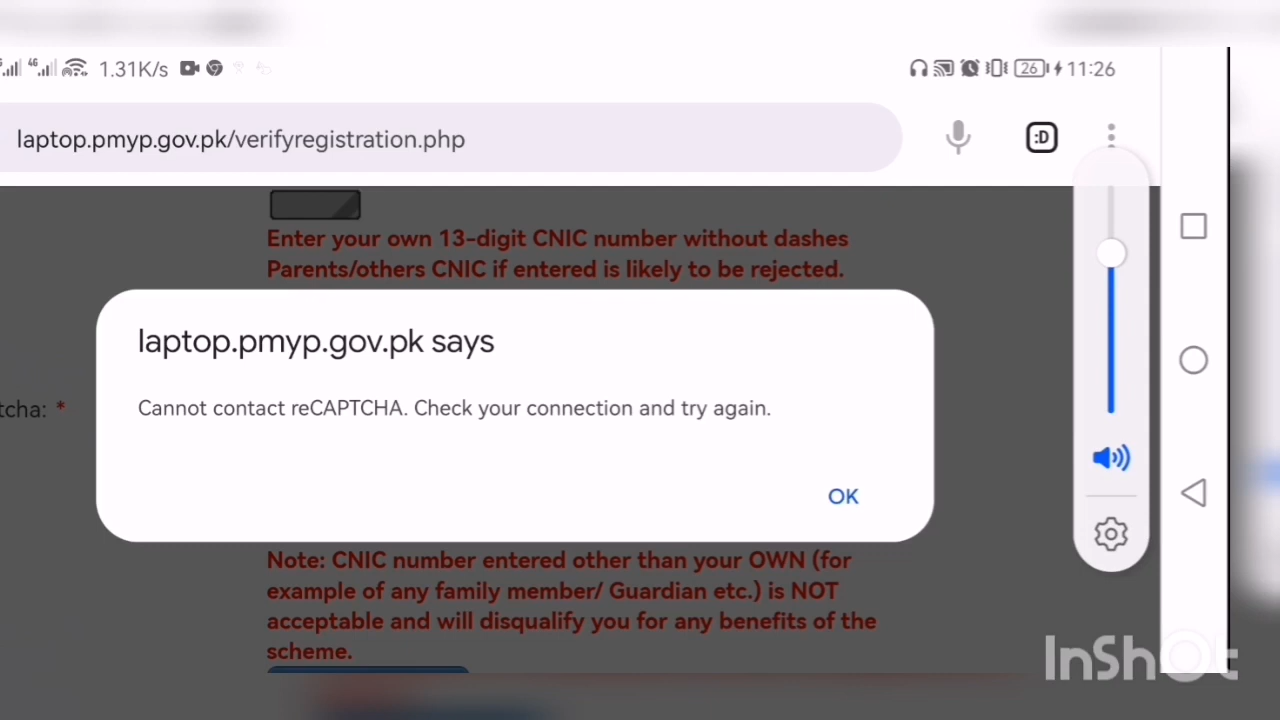 4G 1.31K/s 26 11:26
laptop.pmyp.gov.pk/verifyregistration.php
:D
Enter your own 13-digit CNIC number without dashes
Parents/others CNIC if entered is likely to be rejected.
laptop.pmyp.gov.pk says
Cannot contact reCAPTCHA. Check your connection and try again.
tcha: *
OK
Note: CNIC number entered other than your OWN (for
example of any family member/ Guardian etc.) is NOT
acceptable and will disqualify you for any benefits of the
scheme.
InShOt